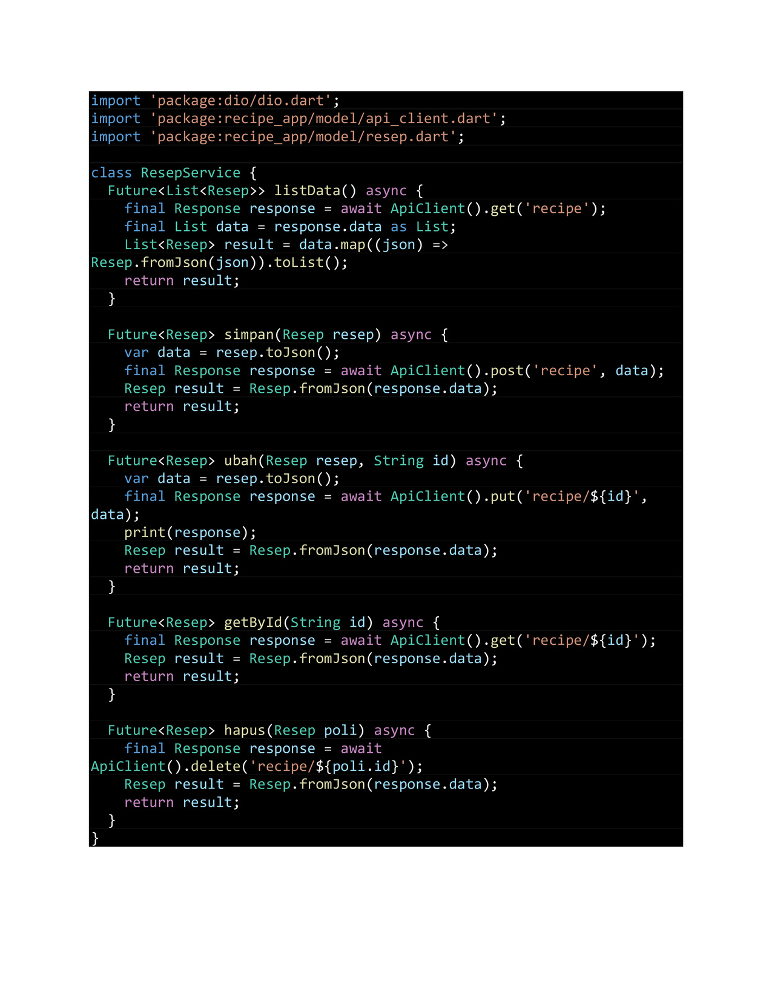 import 'package:dio/dio.dart';
import 'package:recipe_app/model/api_client.dart';
import 'package:recipe_app/model/resep.dart';

class ResepService {
  Future<List<Resep>> listData() async {
    final Response response = await ApiClient().get('recipe');
    final List data = response.data as List;
    List<Resep> result = data.map((json) =>
Resep.fromJson(json)).toList();
    return result;
  }

  Future<Resep> simpan(Resep resep) async {
    var data = resep.toJson();
    final Response response = await ApiClient().post('recipe', data);
    Resep result = Resep.fromJson(response.data);
    return result;
  }

  Future<Resep> ubah(Resep resep, String id) async {
    var data = resep.toJson();
    final Response response = await ApiClient().put('recipe/${id}',
data);
    print(response);
    Resep result = Resep.fromJson(response.data);
    return result;
  }

  Future<Resep> getById(String id) async {
    final Response response = await ApiClient().get('recipe/${id}');
    Resep result = Resep.fromJson(response.data);
    return result;
  }

  Future<Resep> hapus(Resep poli) async {
    final Response response = await
ApiClient().delete('recipe/${poli.id}');
    Resep result = Resep.fromJson(response.data);
    return result;
  }
}